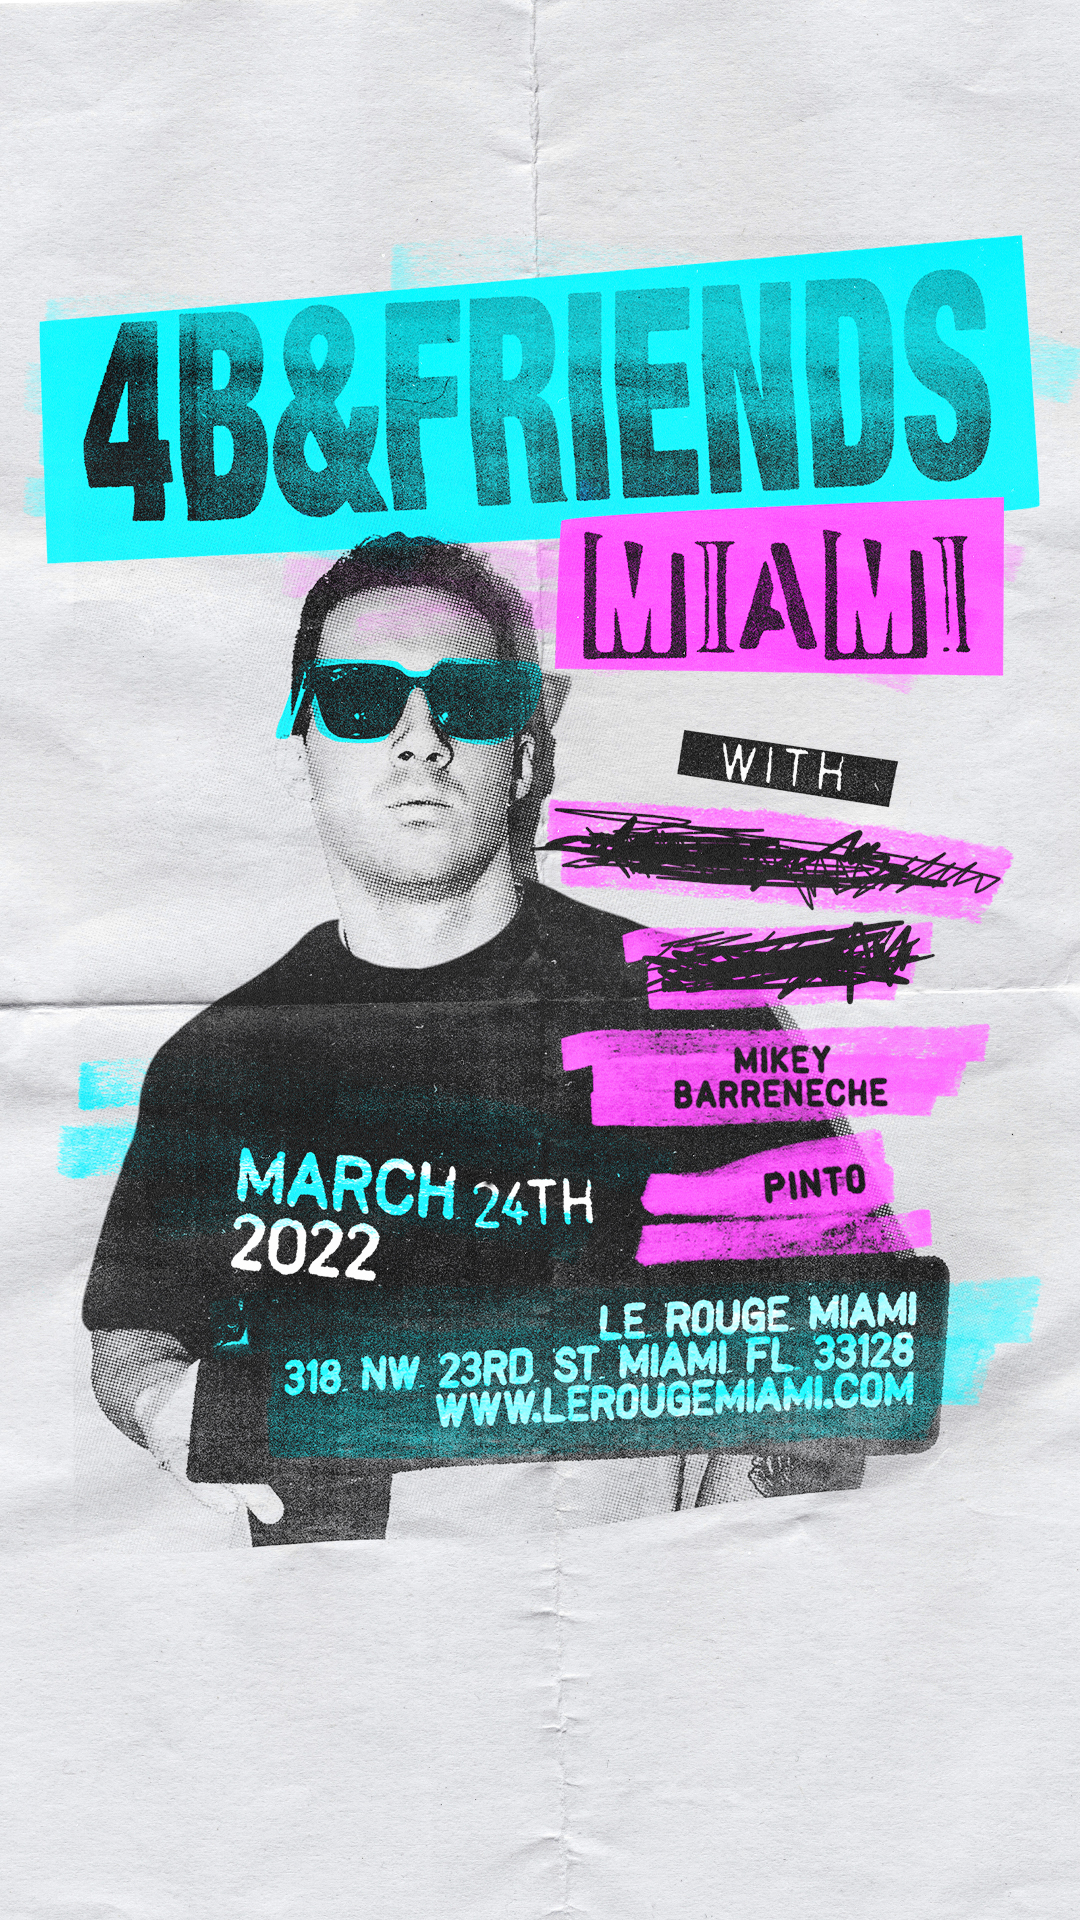 4B&FRIENDS
MIAMI
WITH
MIKEY
BARRENECHE
PINTO
MARCH 24TH
2022
LE ROUGE MIAMI
318 NW 23RD ST MIAMI FL 33128
WWW.LEROUGEMIAMI.COM